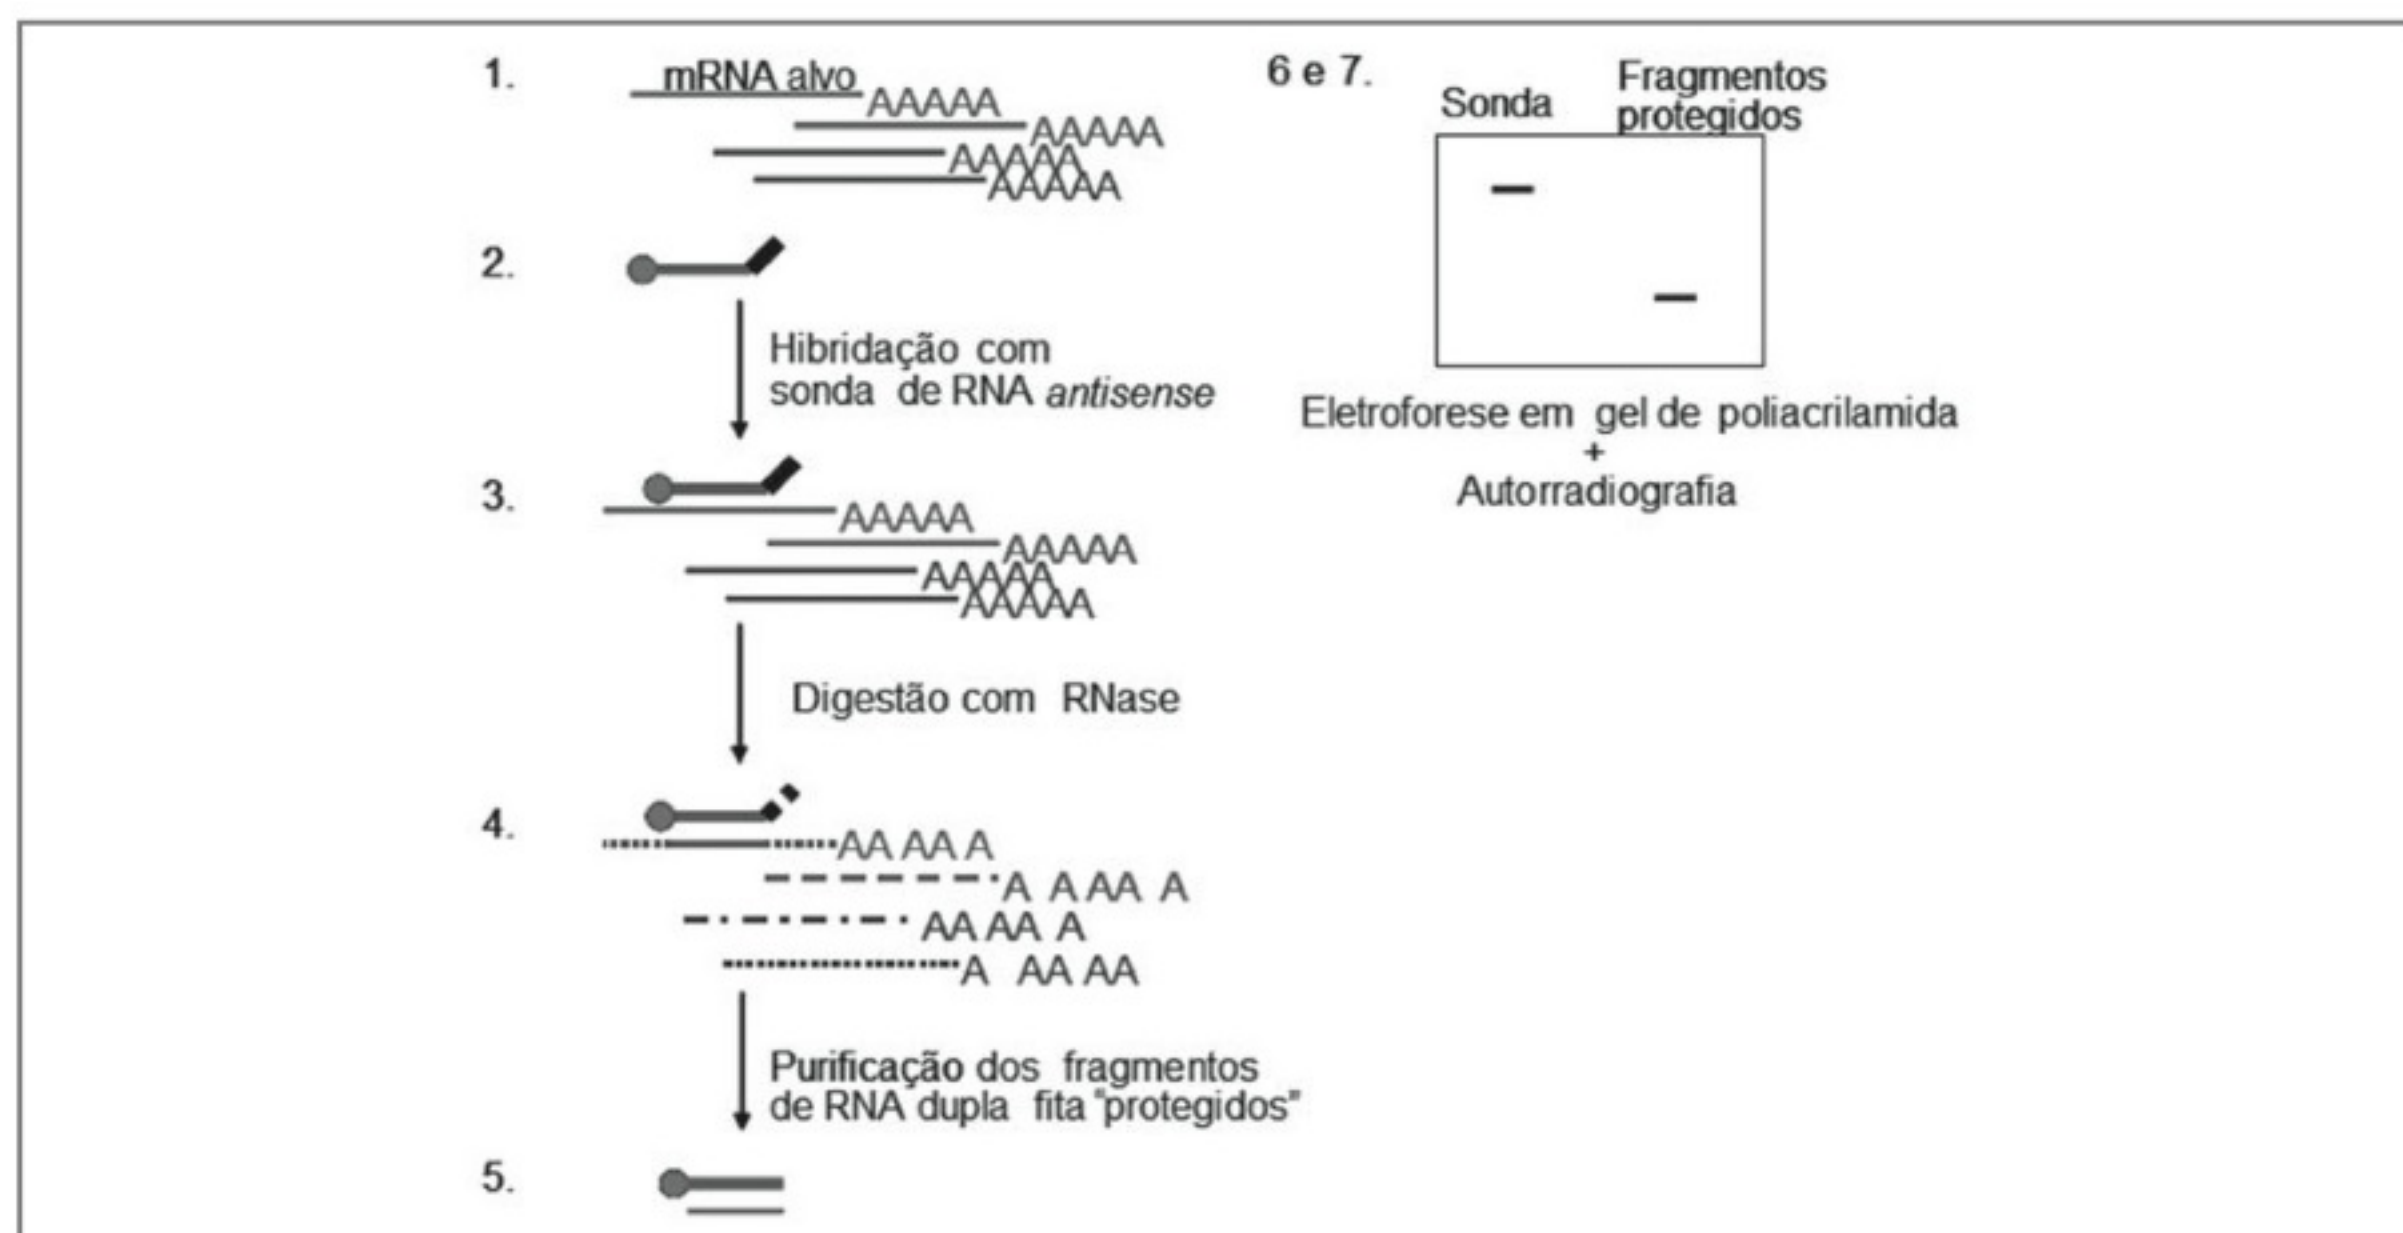 1.
mRNA alvo
AAAAA
AAAAA
AAAAA
AAAAA
2.
Hibridação com
sonda de RNA antisense
3.
AAAAA
AAAAA
AAAAA
AAAAA
Digestão com RNase
4.
AA AA A
A A AA A
AA AA A
A AA AA
Purificação dos fragmentos
de RNA dupla fita "protegidos"
5.
6 e 7.
Sonda
Fragmentos
protegidos
Eletroforese em gel de poliacrilamida
+
Autorradiografia